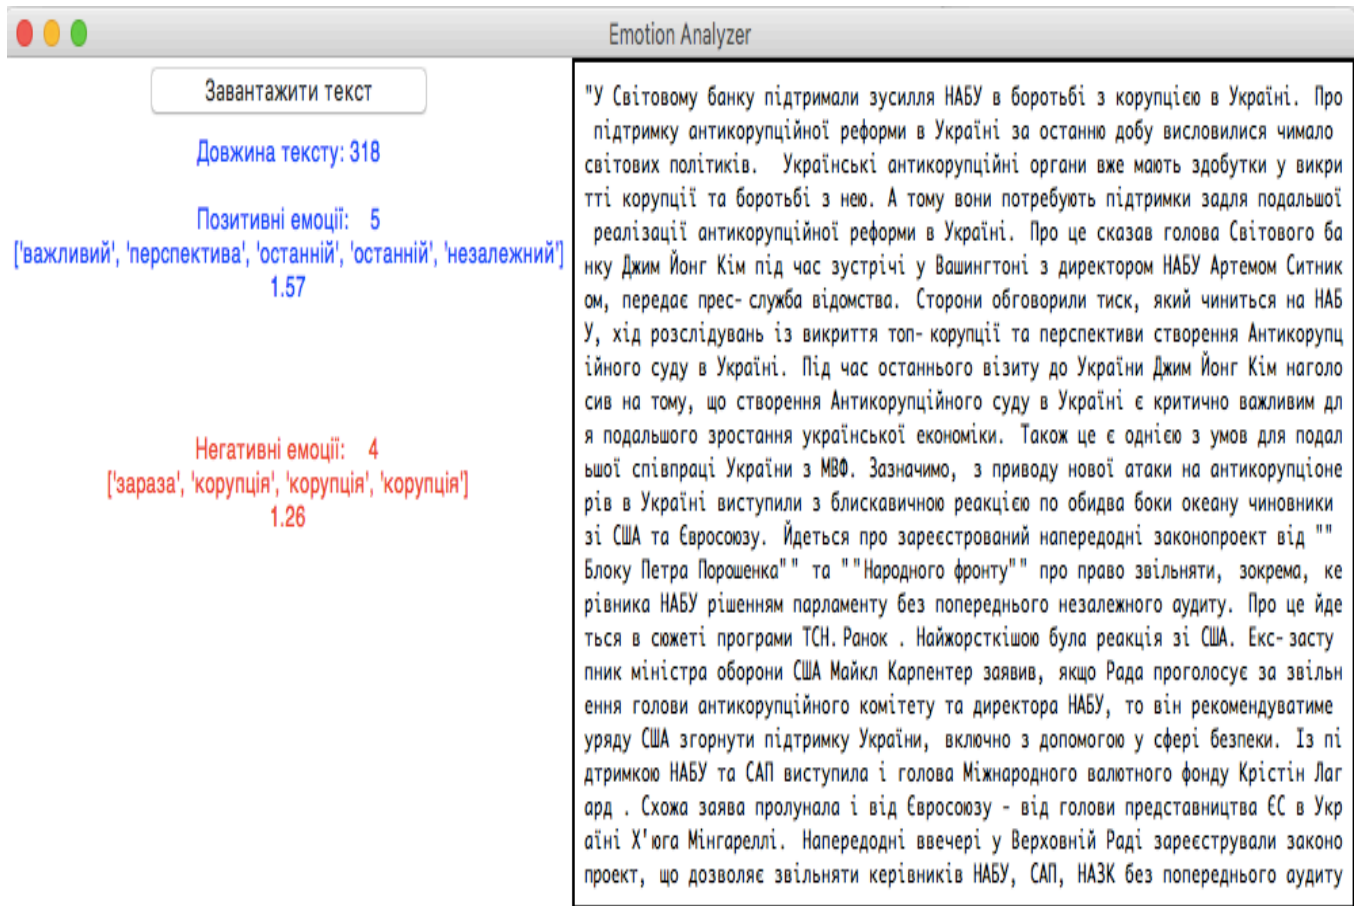 Emotion Analyzer
Завантажити текст
Довжина тексту: 318
Позитивні емоції: 5
['важливий', 'перспектива', 'останній', 'останній', 'незалежний']
1.57
Негативні емоції: 4
['зараза', 'корупція', 'корупція', 'корупція']
1.26
"У Світовому банку підтримали зусилля НАБУ в боротьбі з корупцією в Україні. Про
підтримку антикорупційної реформи в Україні за останню добу висловилися чимало
світових політиків. Українські антикорупційні органи вже мають здобутки у викри
тті корупції та боротьбі з нею. А тому вони потребують підтримки задля подальшої
реалізації антикорупційної реформи в Україні. Про це сказав голова Світового ба
нку Джим Йонг Кім під час зустрічі у Вашингтоні з директором НАБУ Артемом Ситник
ом, передає прес- служба відомства. Сторони обговорили тиск, який чиниться на НАБ
У, хід розслідувань із викриття топ- корупції та перспективи створення Антикорупц
ійного суду в Україні. Під час останнього візиту до України Джим Йонг Кім наголо
сив на тому, що створення Антикорупційного суду в Україні є критично важливим дл
я подальшого зростання української економіки. Також це є однією з умов для подал
ьшої співпраці України з МВФ. Зазначимо, з приводу нової атаки на антикорупціоне
рів в Україні виступили з блискавичною реакцією по обидва боки океану чиновники
зі США та Євросоюзу. Йдеться про зареєстрований напередодні законопроект від ""
Блоку Петра Порошенка"" та ""Народного фронту"" про право звільняти, зокрема, ке
рівника НАБУ рішенням парламенту без попереднього незалежного аудиту. Про це йде
ться в сюжеті програми ТСН. Ранок . Найжорсткішою була реакція зі США. Екс- засту
пник міністра оборони США Майкл Карпентер заявив, якщо Рада проголосує за звільн
ення голови антикорупційного комітету та директора НАБУ, то він рекомендуватиме
уряду США згорнути підтримку України, включно з допомогою у сфері безпеки. Із пі
дтримкою НАБУ та САП виступила і голова Міжнародного валютного фонду Крістін Лаг
ард . Схожа заява пролунала і від Євросоюзу - від голови представництва ЄС в Укр
аїні Х'юга Мінгареллі. Напередодні ввечері у Верховній Раді зареєстрували законо
проект, що дозволяє звільняти керівників НАБУ, САП, НАЗК без попереднього аудиту